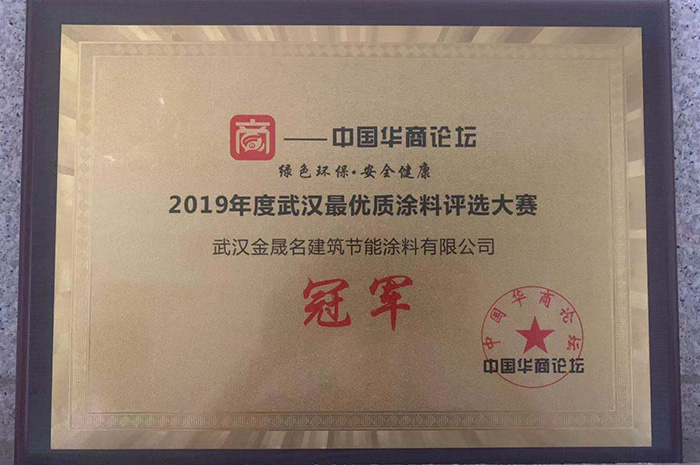 商——中国华商论坛
绿色环保·安全健康
2019年度武汉最优质涂料评选大赛
武汉金晟名建筑节能涂料有限公司
冠军
中国华商论坛
中国华商论坛